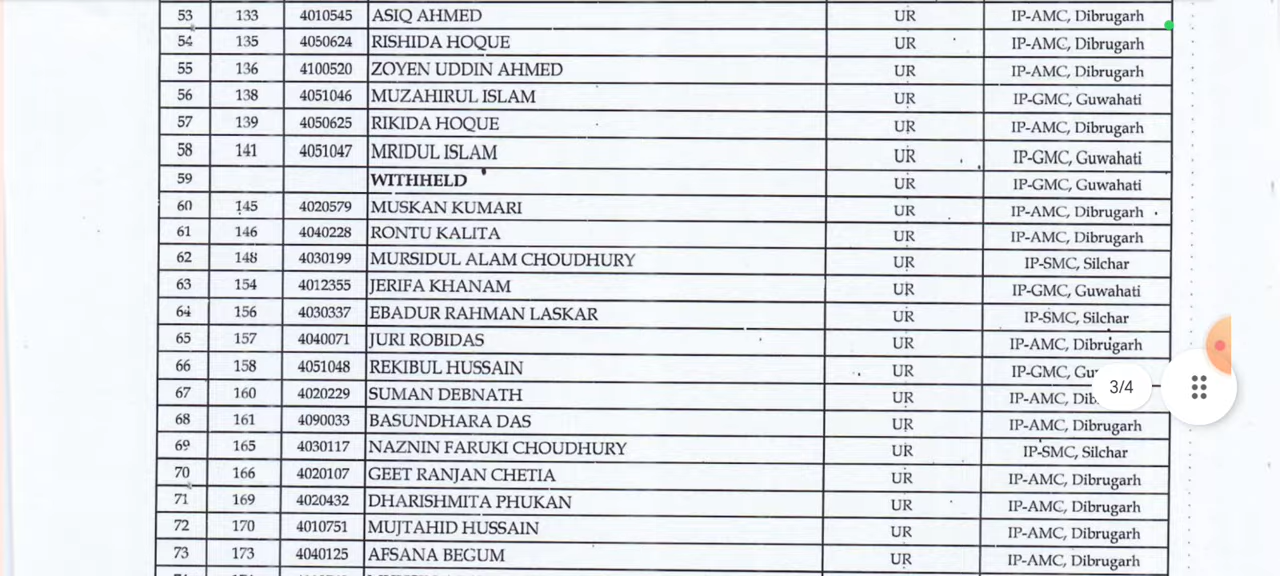 53 133 4010545 ASIQ AHMED UR IP-AMC, Dibrugarh
54 135 4050624 RISHIDA HOQUE UR IP-AMC, Dibrugarh
55 136 4100520 ZOYEN UDDIN AHMED UR IP-AMC, Dibrugarh
56 138 4051046 MUZAHIRUL ISLAM UR IP-GMC, Guwahati
57 139 4050625 RIKIDA HOQUE UR IP-AMC, Dibrugarh
58 141 4051047 MRIDUL ISLAM UR IP-GMC, Guwahati
59 WITHHELD UR IP-GMC, Guwahati
60 145 4020579 MUSKAN KUMARI UR IP-AMC, Dibrugarh
61 146 4040228 RONTU KALITA UR IP-AMC, Dibrugarh
62 148 4030199 MURSIDUL ALAM CHOUDHURY UR IP-SMC, Silchar
63 154 4012355 JERIFA KHANAM UR IP-GMC, Guwahati
64 156 4030337 EBADUR RAHMAN LASKAR UR IP-SMC, Silchar
65 157 4040071 JURI ROBIDAS UR IP-AMC, Dibrugarh
66 158 4051048 REKIBUL HUSSAIN UR IP-GMC,
3/4
67 160 4020229 SUMAN DEBNATH UR IP-AMC,
68 161 4090033 BASUNDHARA DAS UR IP-AMC, Dibrugarh
69 165 4030117 NAZNIN FARUKI CHOUDHURY UR IP-SMC, Silchar
70 166 4020107 GEET RANJAN CHETIA UR IP-AMC, Dibrugarh
71 169 4020432 DHARISHMITA PHUKAN UR IP-AMC, Dibrugarh
72 170 4010751 MUJTAHID HUSSAIN UR IP-AMC, Dibrugarh
73 173 4040125 AFSANA BEGUM UR IP-AMC, Dibrugarh